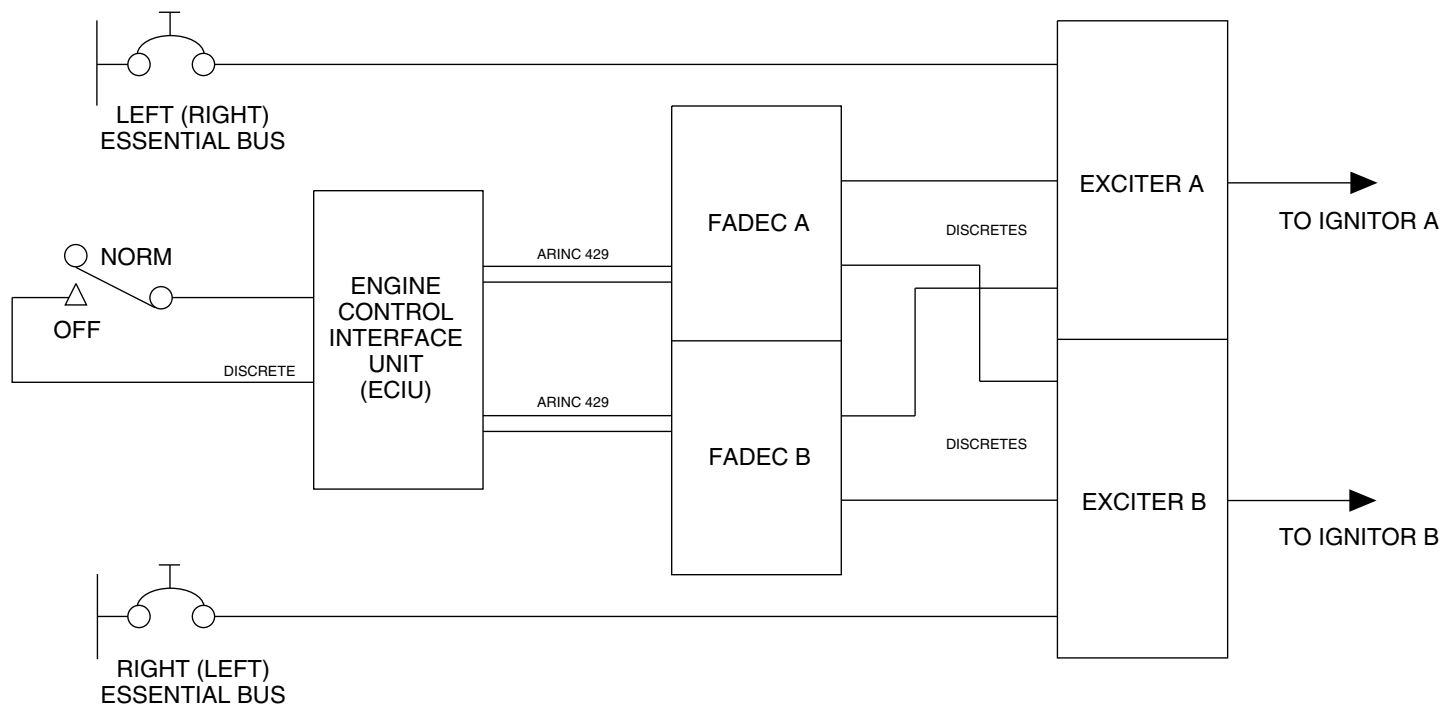 LEFT (RIGHT)
ESSENTIAL BUS
NORM
OFF
DISCRETE
ENGINE
CONTROL
INTERFACE
UNIT
(ECIU)
ARINC 429
ARINC 429
FADEC A
FADEC B
DISCRETES
DISCRETES
EXCITER A
EXCITER B
TO IGNITOR A
TO IGNITOR B
RIGHT (LEFT)
ESSENTIAL BUS